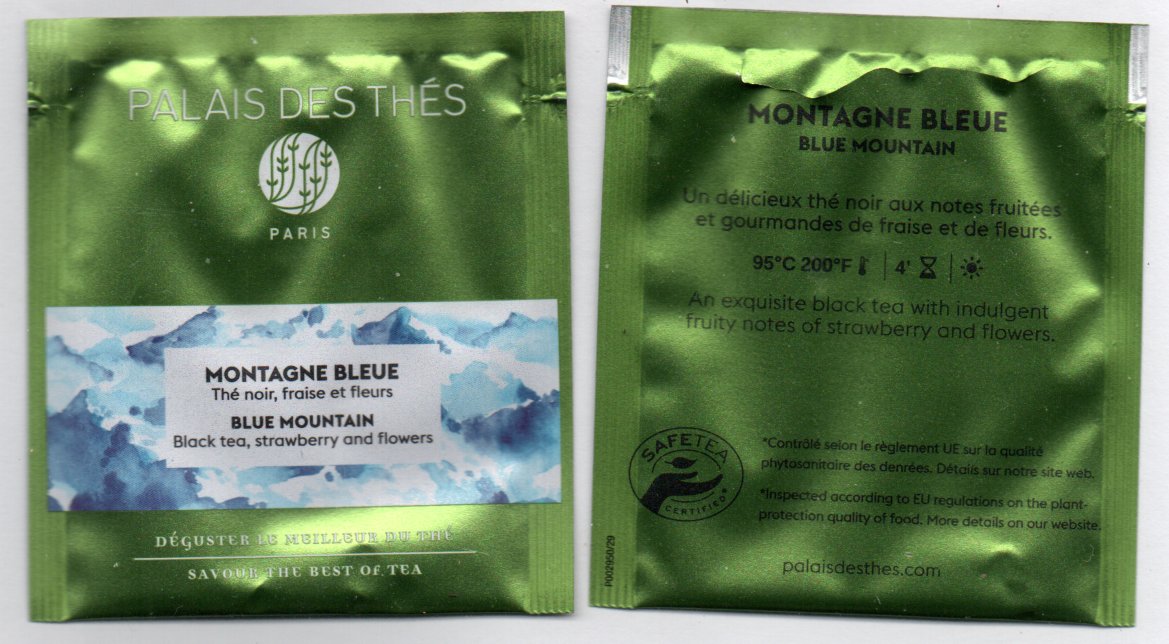 PALAIS DES THÉS
PARIS
MONTAGNE BLEUE
Thé noir, fraise et fleurs
BLUE MOUNTAIN
Black tea, strawberry and flowers
DÉGUSTER LE MEILLEUR DU THÉ
SAVOUR THE BEST OF TEA
MONTAGNE BLEUE
BLUE MOUNTAIN
Un délicieux thé noir aux notes fruitées
et gourmandes de fraise et de fleurs.
95°C 200°F 4'
An exquisite black tea with indulgent
fruity notes of strawberry and flowers.
SAFETEA
CERTIFIED*
*Contrôlé selon le règlement UE sur la qualité
phytosanitaire des denrées. Détails sur notre site web.
*Inspected according to EU regulations on the plant-
protection quality of food. More details on our website.
P002950/29
palaisdesthes.com